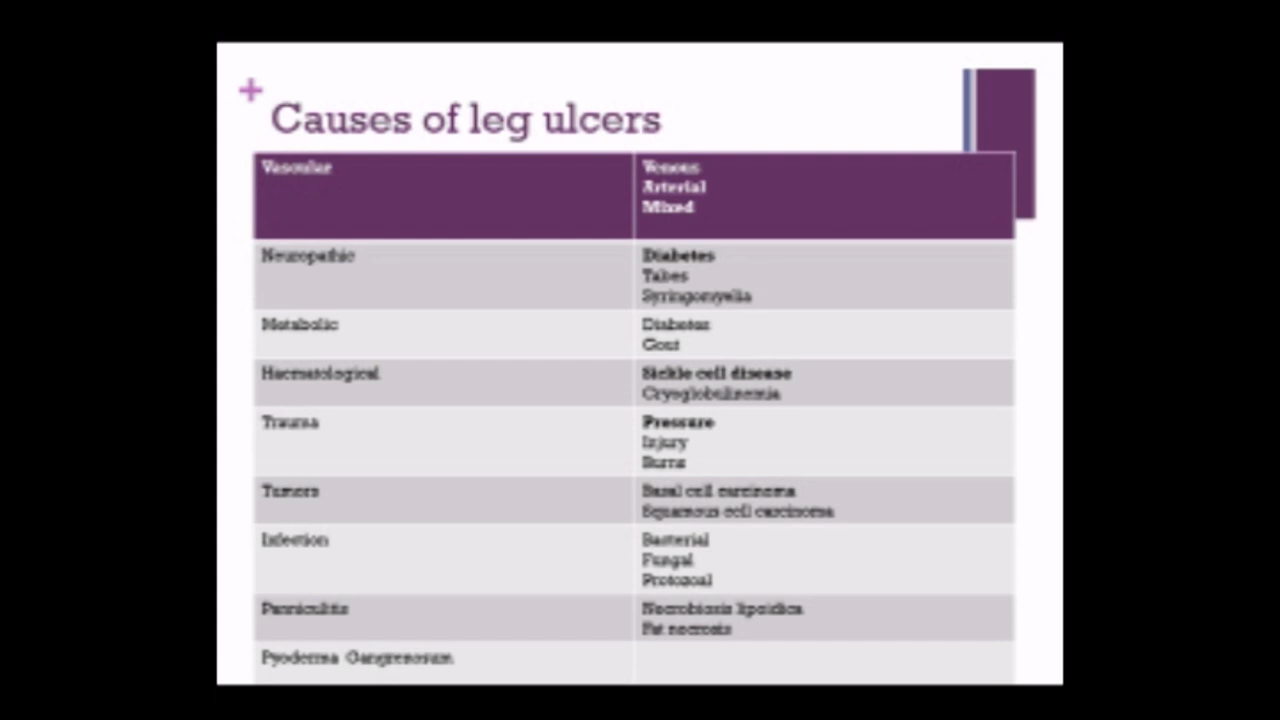 +
Causes of leg ulcers
Vascular
Venous
Arterial
Mixed
Neuropathic
Diabetes
Tabes
Syringomyelia
Metabolic
Diabetes
Gout
Haematological
Sickle cell disease
Cryoglobulinemia
Trauma
Pressure
Injury
Burns
Tumors
Basal cell carcinoma
Squamous cell carcinoma
Infection
Bacterial
Fungal
Protozoal
Panniculitis
Necrobiosis lipoidica
Fat necrosis
Pyoderma Gangrenosum